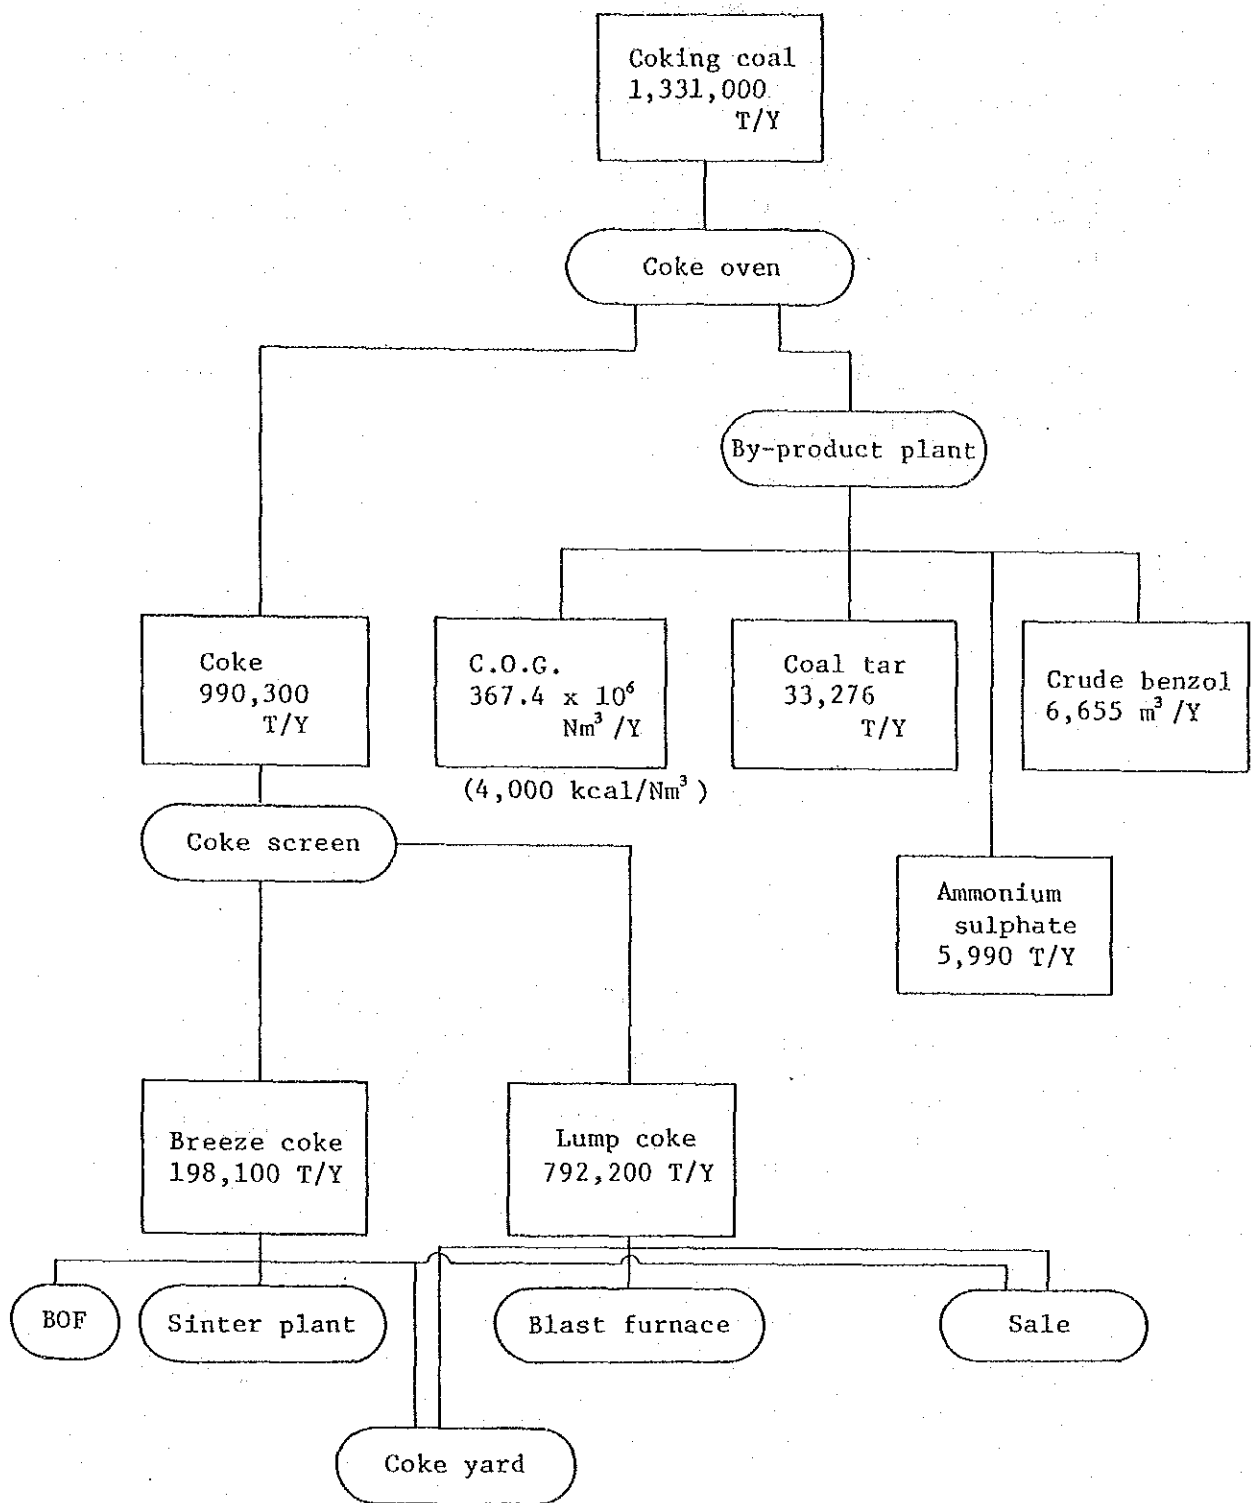 Coking coal
1,331,000
T/Y
Coke oven
By-product plant
Coke
990,300
T/Y
C.O.G.
367.4 x 10⁶
Nm³/Y
(4,000 kcal/Nm³)
Coal tar
33,276
T/Y
Crude benzol
6,655 m³/Y
Coke screen
Ammonium
sulphate
5,990 T/Y
Breeze coke
198,100 T/Y
Lump coke
792,200 T/Y
BOF
Sinter plant
Blast furnace
Sale
Coke yard